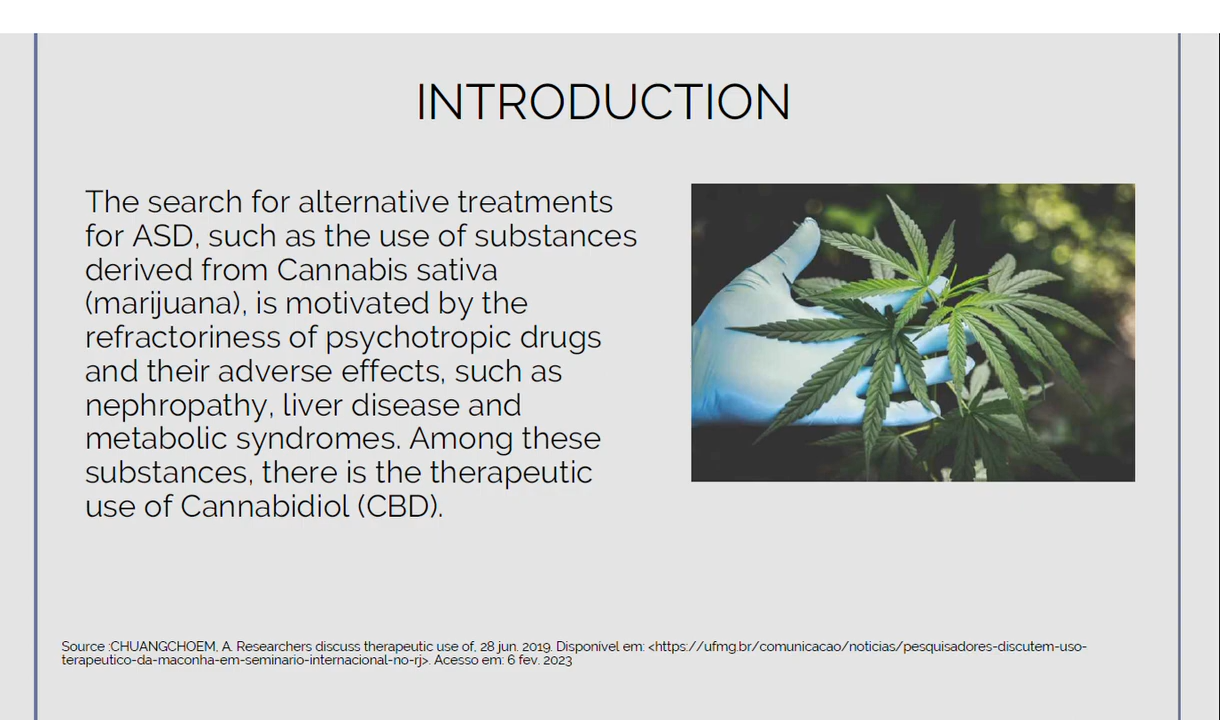 INTRODUCTION
The search for alternative treatments
for ASD, such as the use of substances
derived from Cannabis sativa
(marijuana), is motivated by the
refractoriness of psychotropic drugs
and their adverse effects, such as
nephropathy, liver disease and
metabolic syndromes. Among these
substances, there is the therapeutic
use of Cannabidiol (CBD).
Source :CHUANGCHOEM, A. Researchers discuss therapeutic use of, 28 jun. 2019. Disponível em: <https://ufmg.br/comunicacao/noticias/pesquisadores-discutem-uso-
terapeutico-da-maconha-em-seminario-internacional-no-rj>. Acesso em: 6 fev. 2023